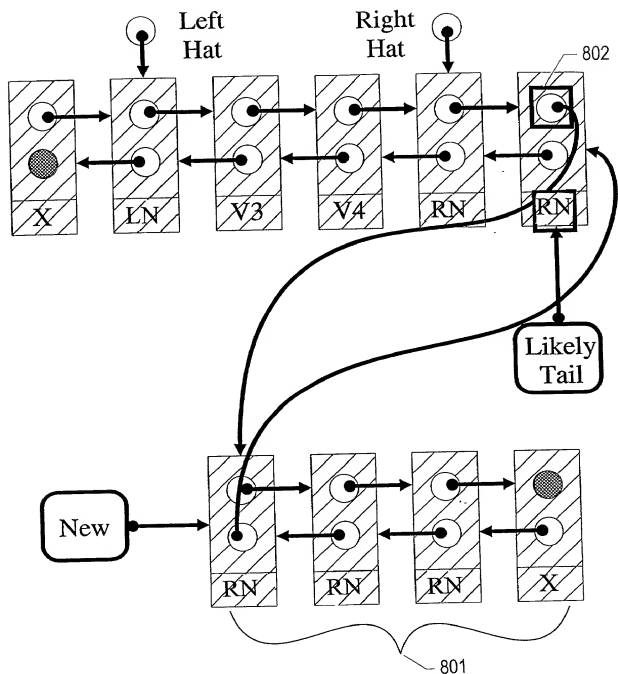 Left
Hat
Right
Hat
802
X
LN
V3
V4
RN
RN
Likely
Tail
New
RN
RN
RN
X
801